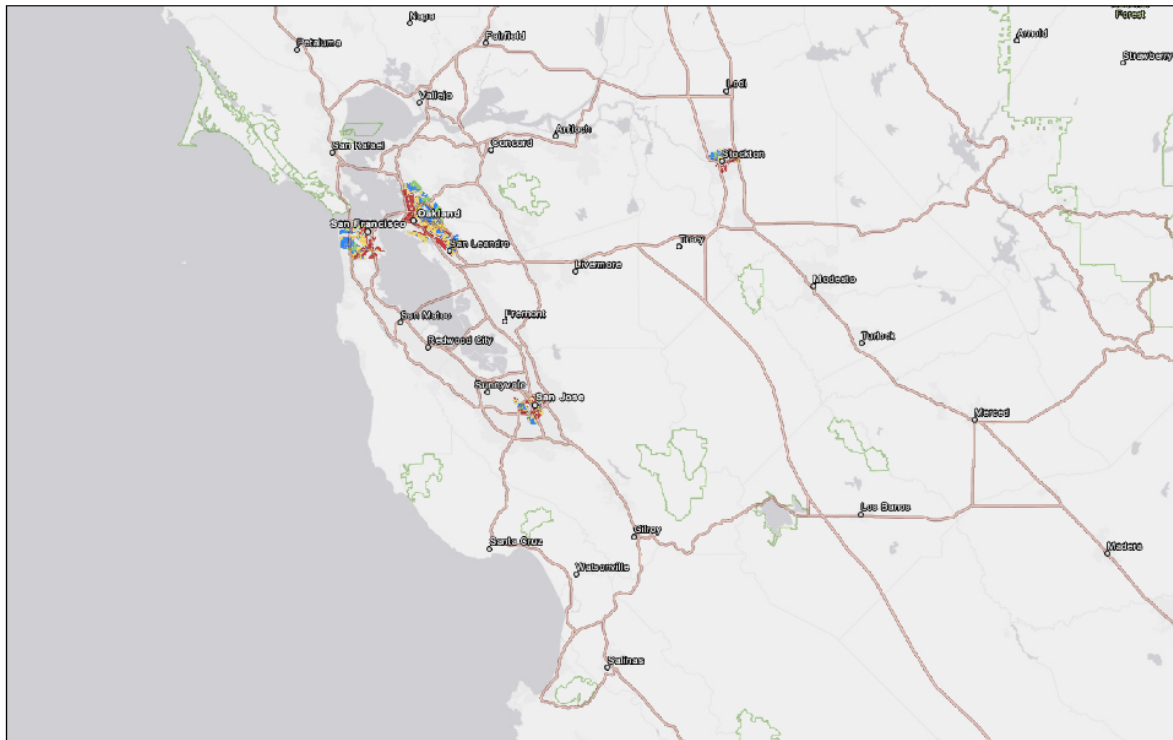 Forest
Napa
Arnold
Petaluma
Fairfield
Strawberry
Lodi
Vallejo
Antioch
San Rafael
Concord
Stockton
Oakland
San Francisco
San Leandro
Tracy
Livermore
Modesto
San Mateo
Fremont
Turlock
Redwood City
Sunnyvale
San Jose
Merced
Los Banos
Gilroy
Santa Cruz
Madera
Watsonville
Salinas